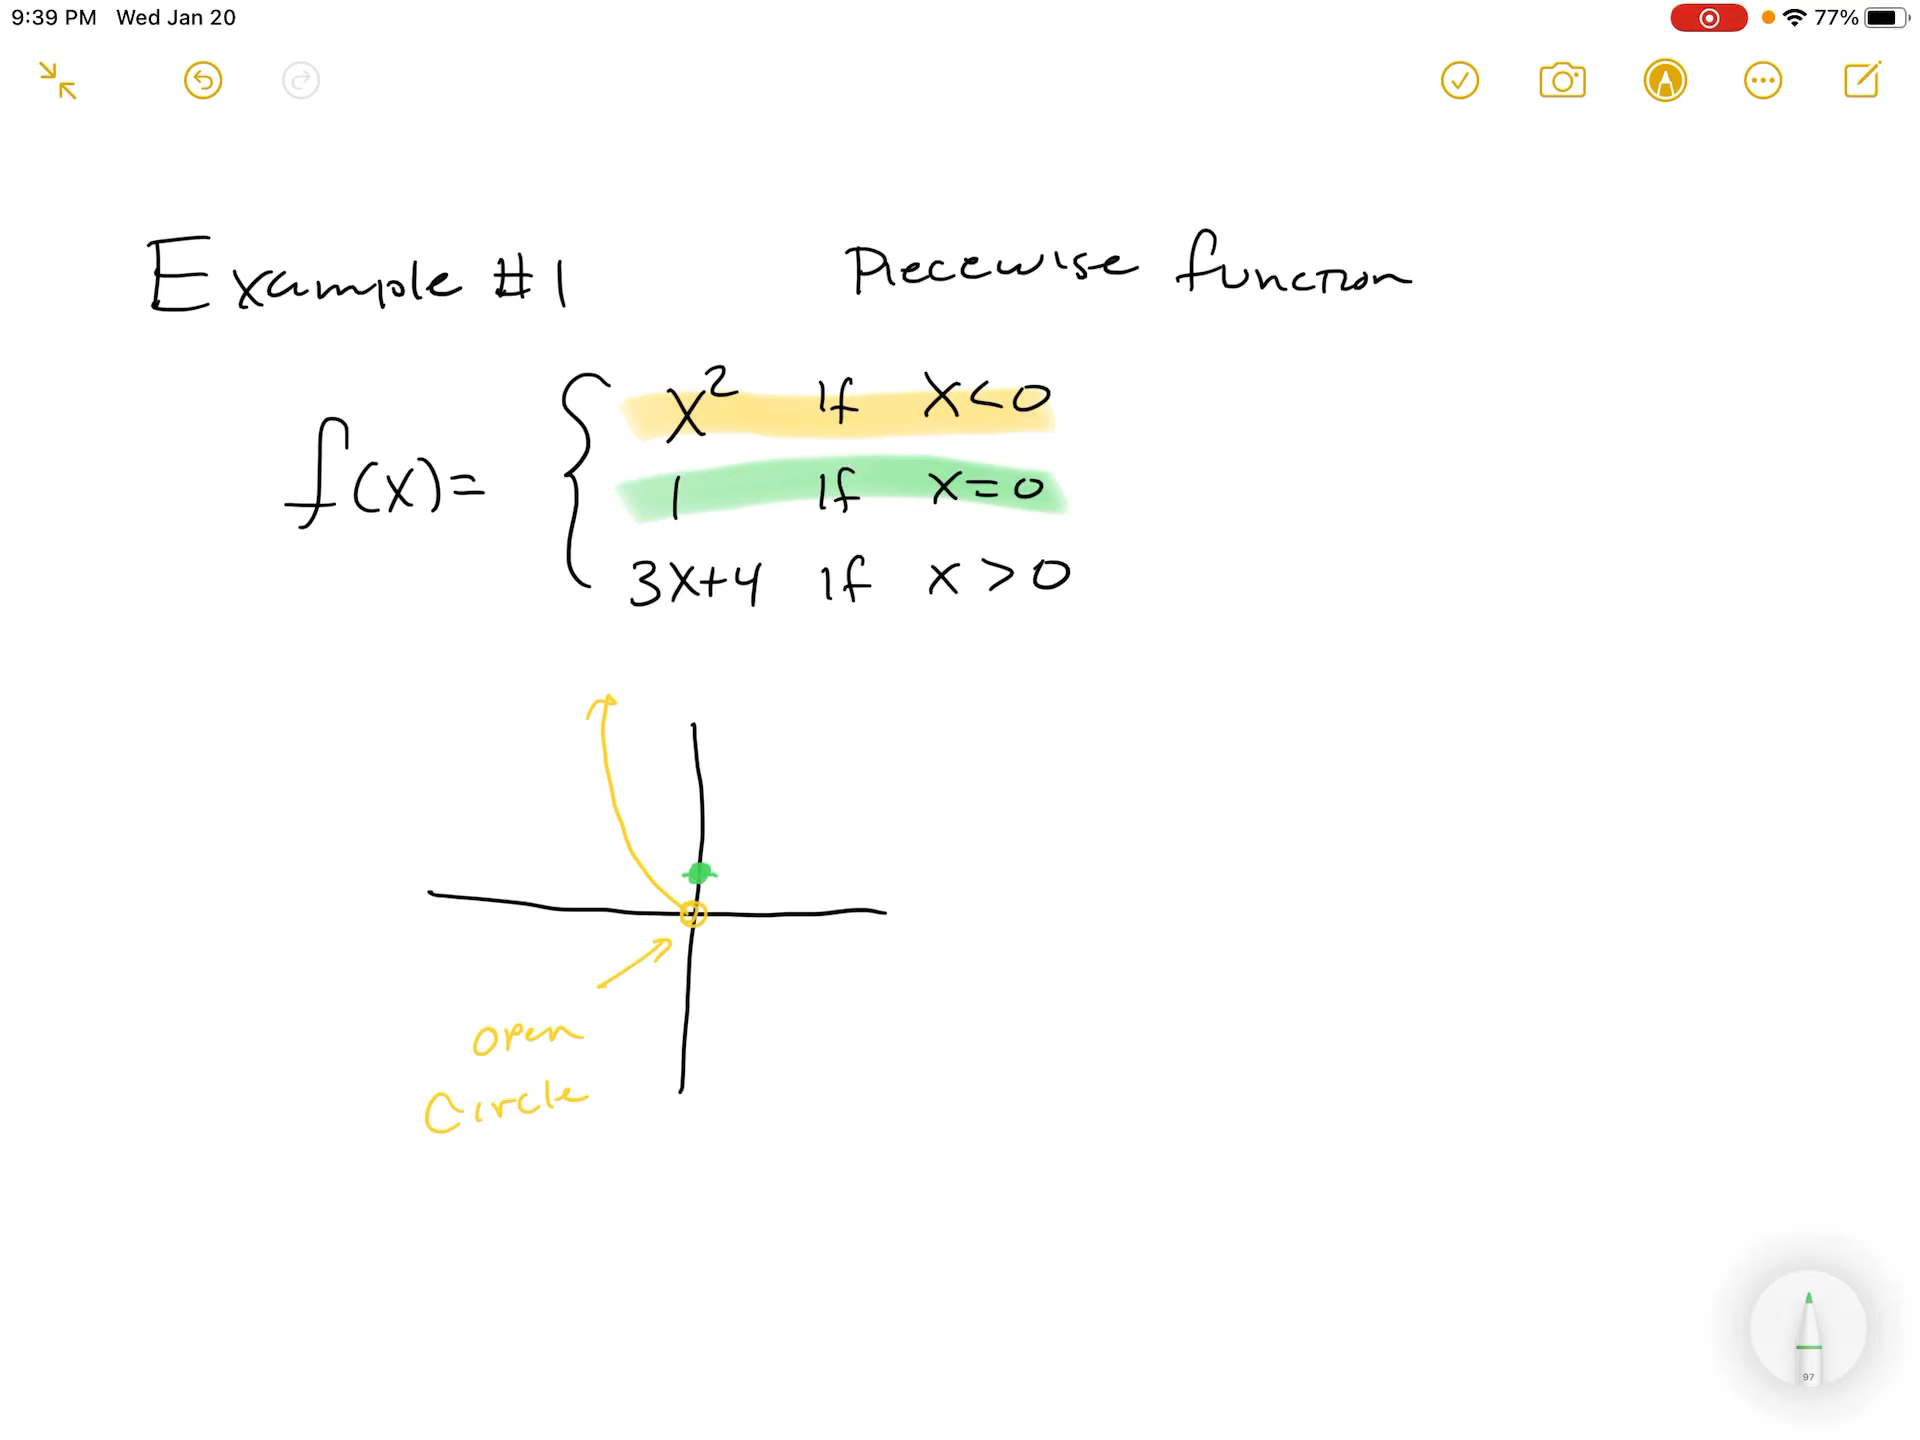 9:39 PM Wed Jan 20 77%
Example #1 Piecewise function
f(x)=
x² if x<0
1 if x=0
3x+4 if x>0
open
circle
97